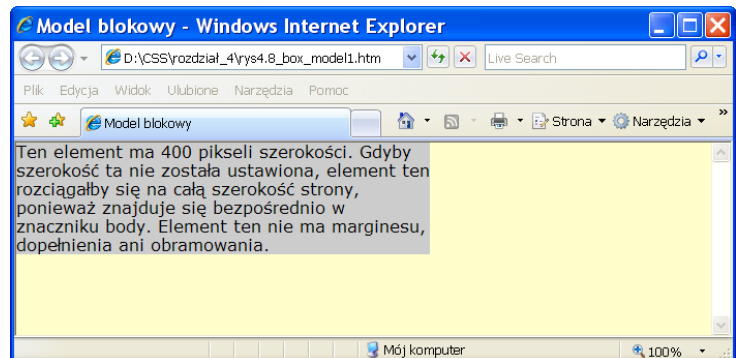 Model blokowy - Windows Internet Explorer
D:\CSS\rozdział_4\rys4.8_box_model1.htm Live Search
Plik Edycja Widok Ulubione Narzędzia Pomoc
Model blokowy Strona Narzędzia »
Ten element ma 400 pikseli szerokości. Gdyby
szerokość ta nie została ustawiona, element ten
rozciągałby się na całą szerokość strony,
ponieważ znajduje się bezpośrednio w
znaczniku body. Element ten nie ma marginesu,
dopełnienia ani obramowania.
Mój komputer 100%